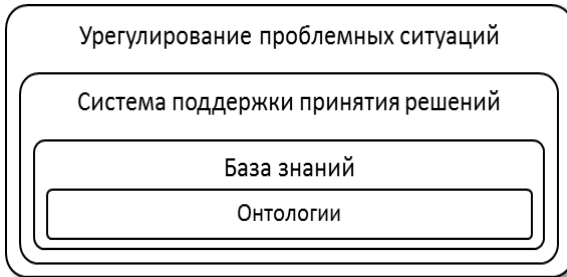 Урегулирование проблемных ситуаций
Система поддержки принятия решений
База знаний
Онтологии